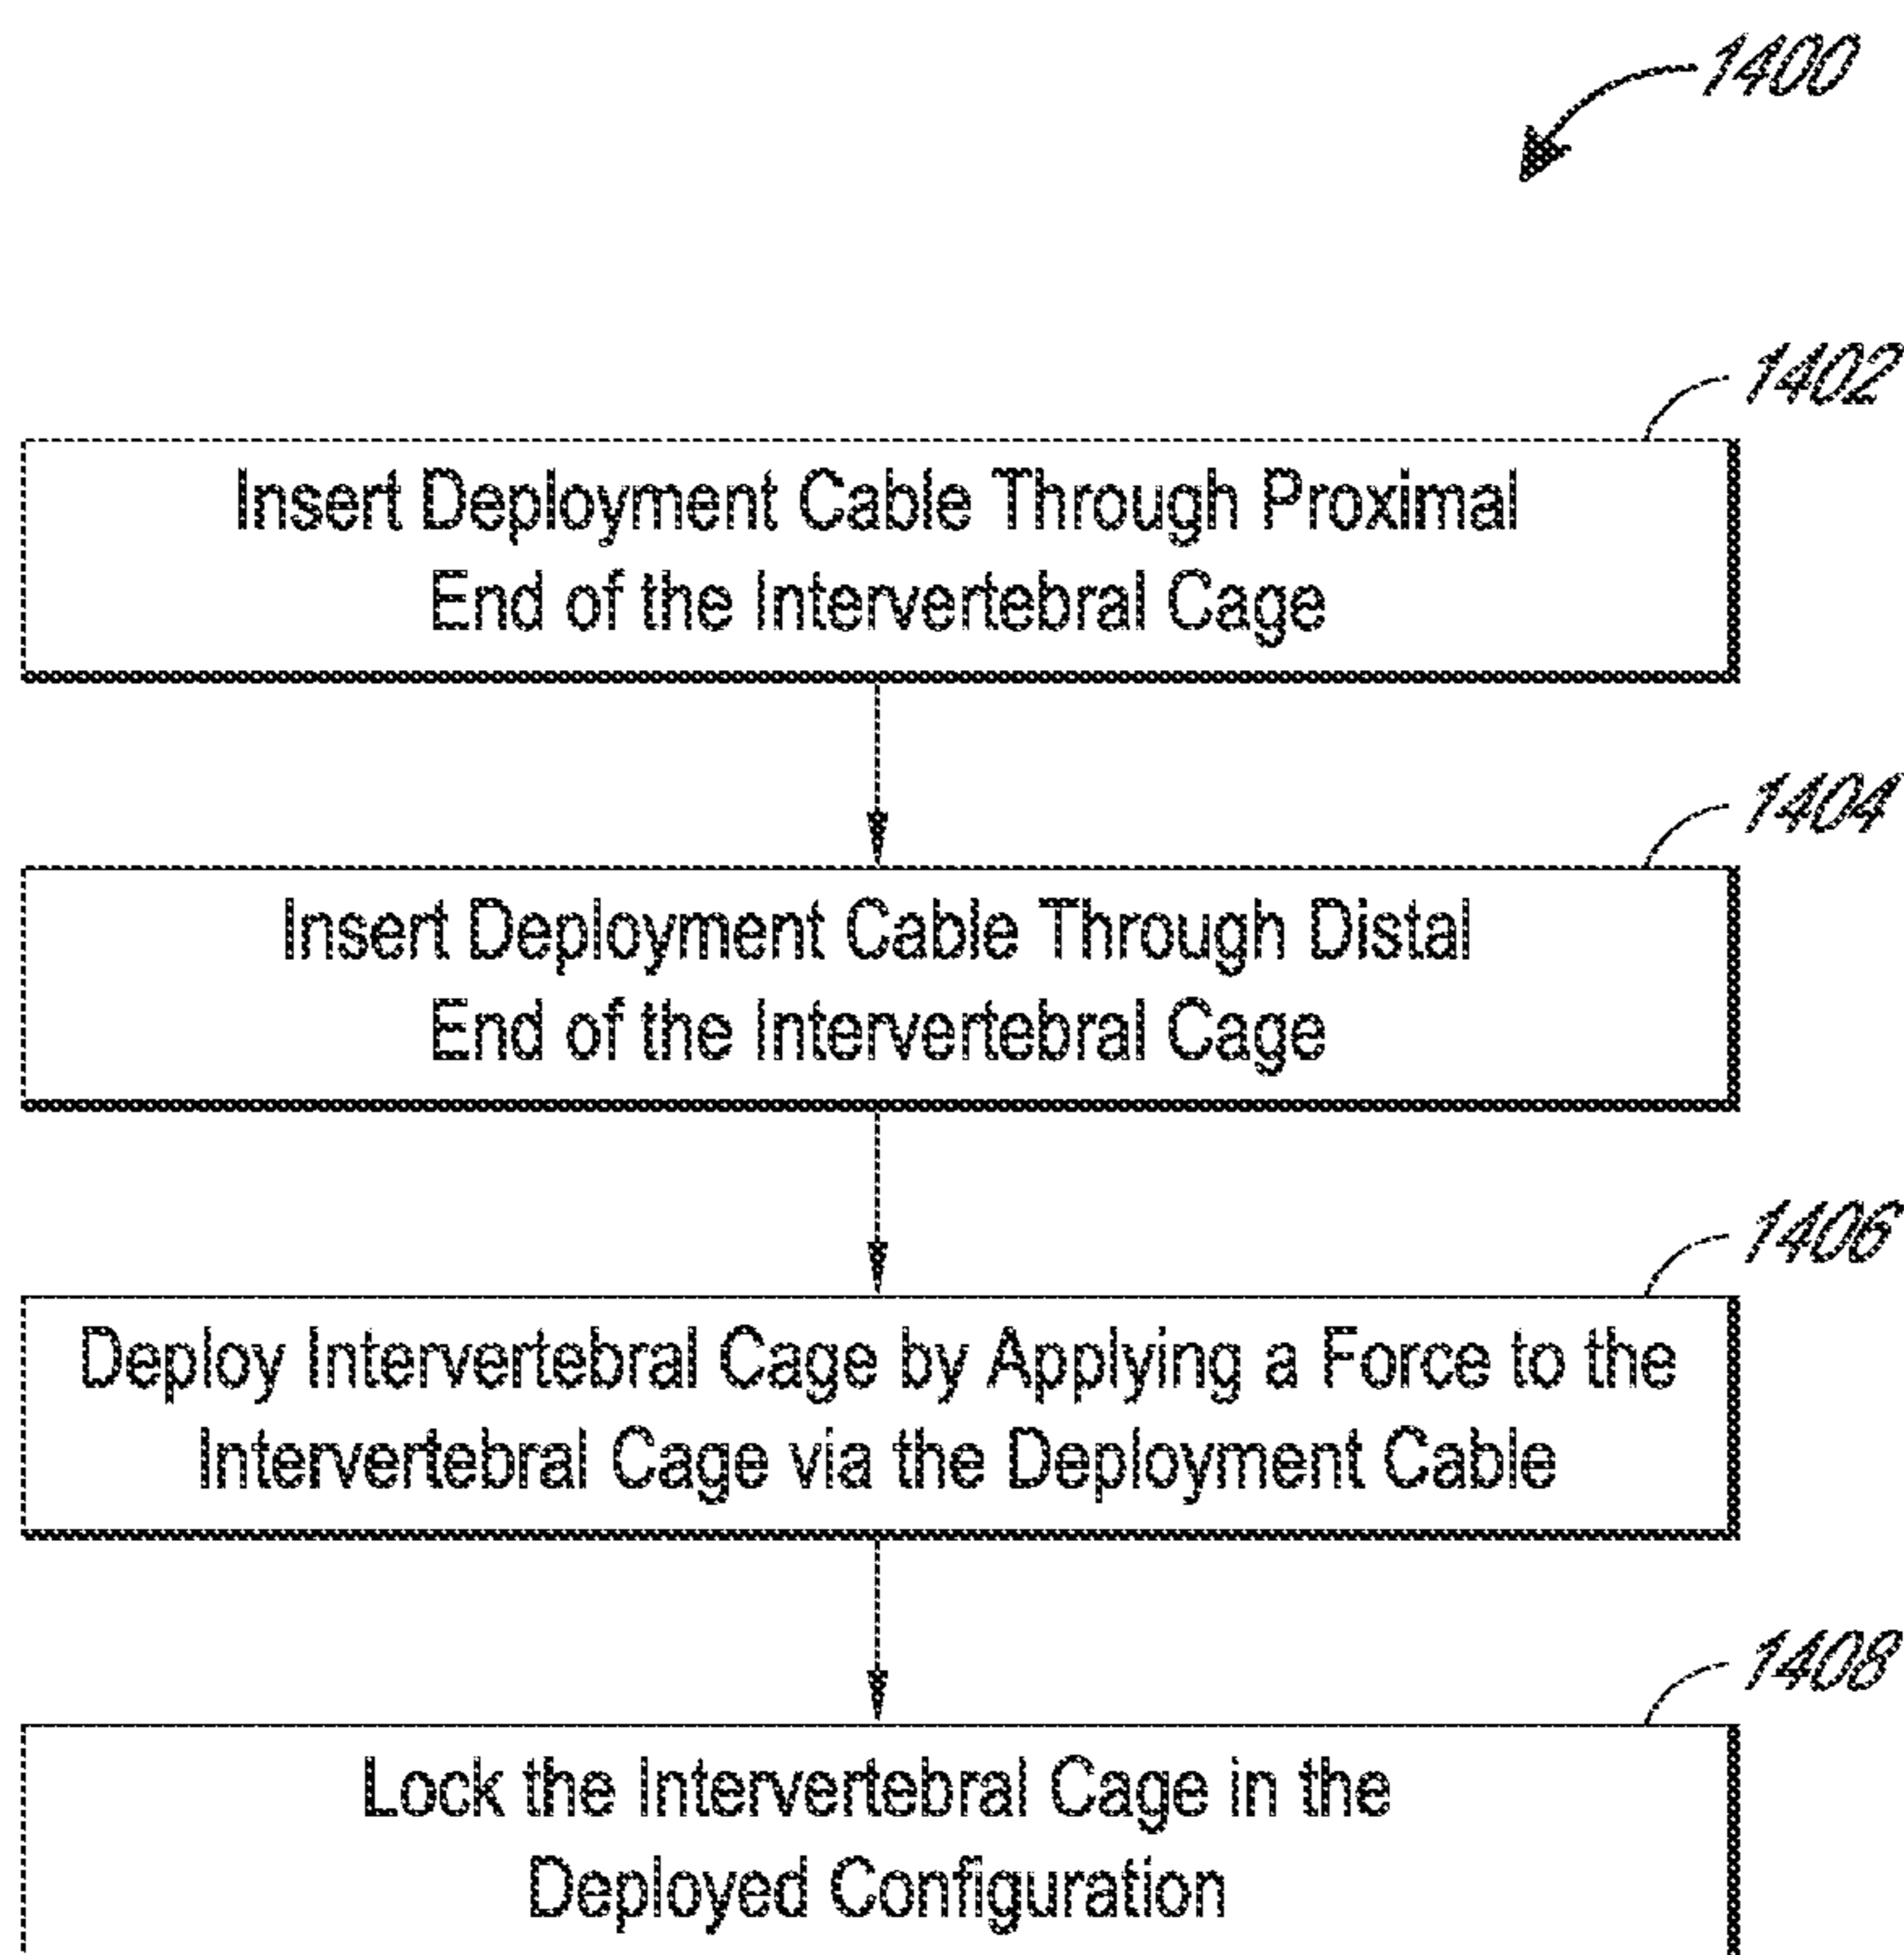 1400
1402
Insert Deployment Cable Through Proximal
End of the Intervertebral Cage
1404
Insert Deployment Cable Through Distal
End of the Intervertebral Cage
1406
Deploy Intervertebral Cage by Applying a Force to the
Intervertebral Cage via the Deployment Cable
1408
Lock the Intervertebral Cage in the
Deployed Configuration